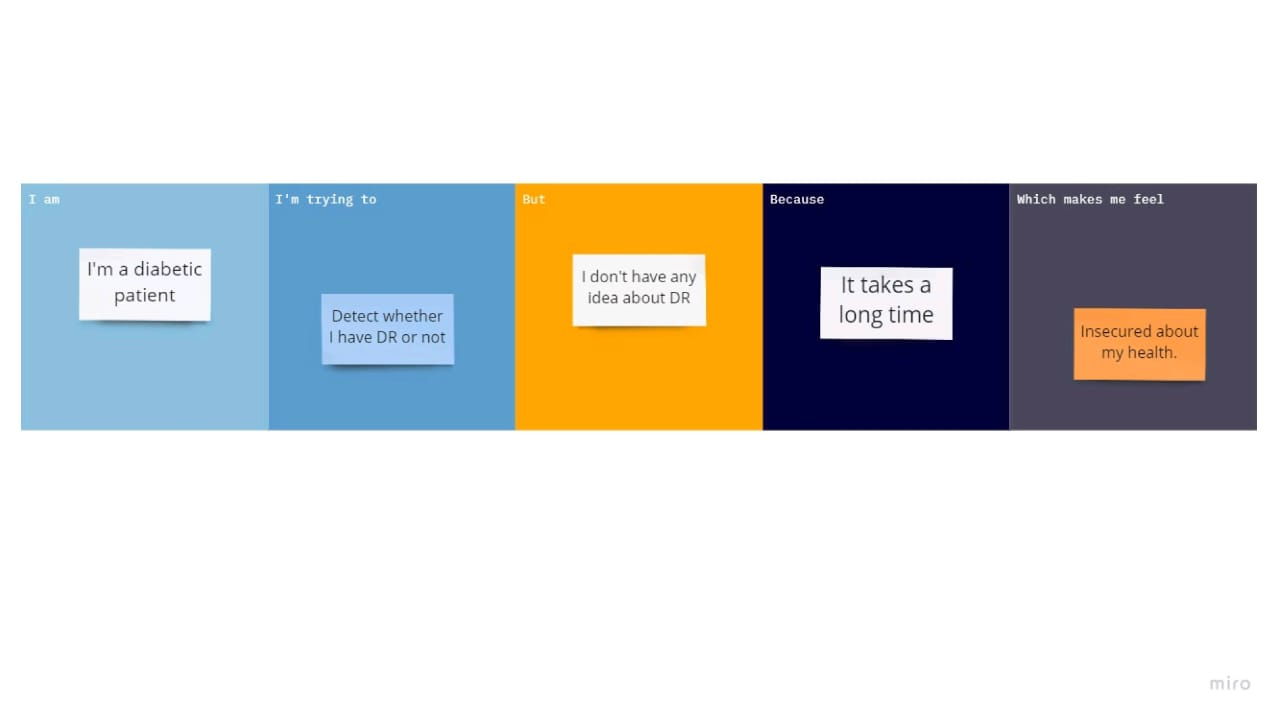 I am
I'm a diabetic
patient
I'm trying to
Detect whether
I have DR or not
But
I don't have any
idea about DR
Because
It takes a
long time
Which makes me feel
Insecured about
my health.
miro